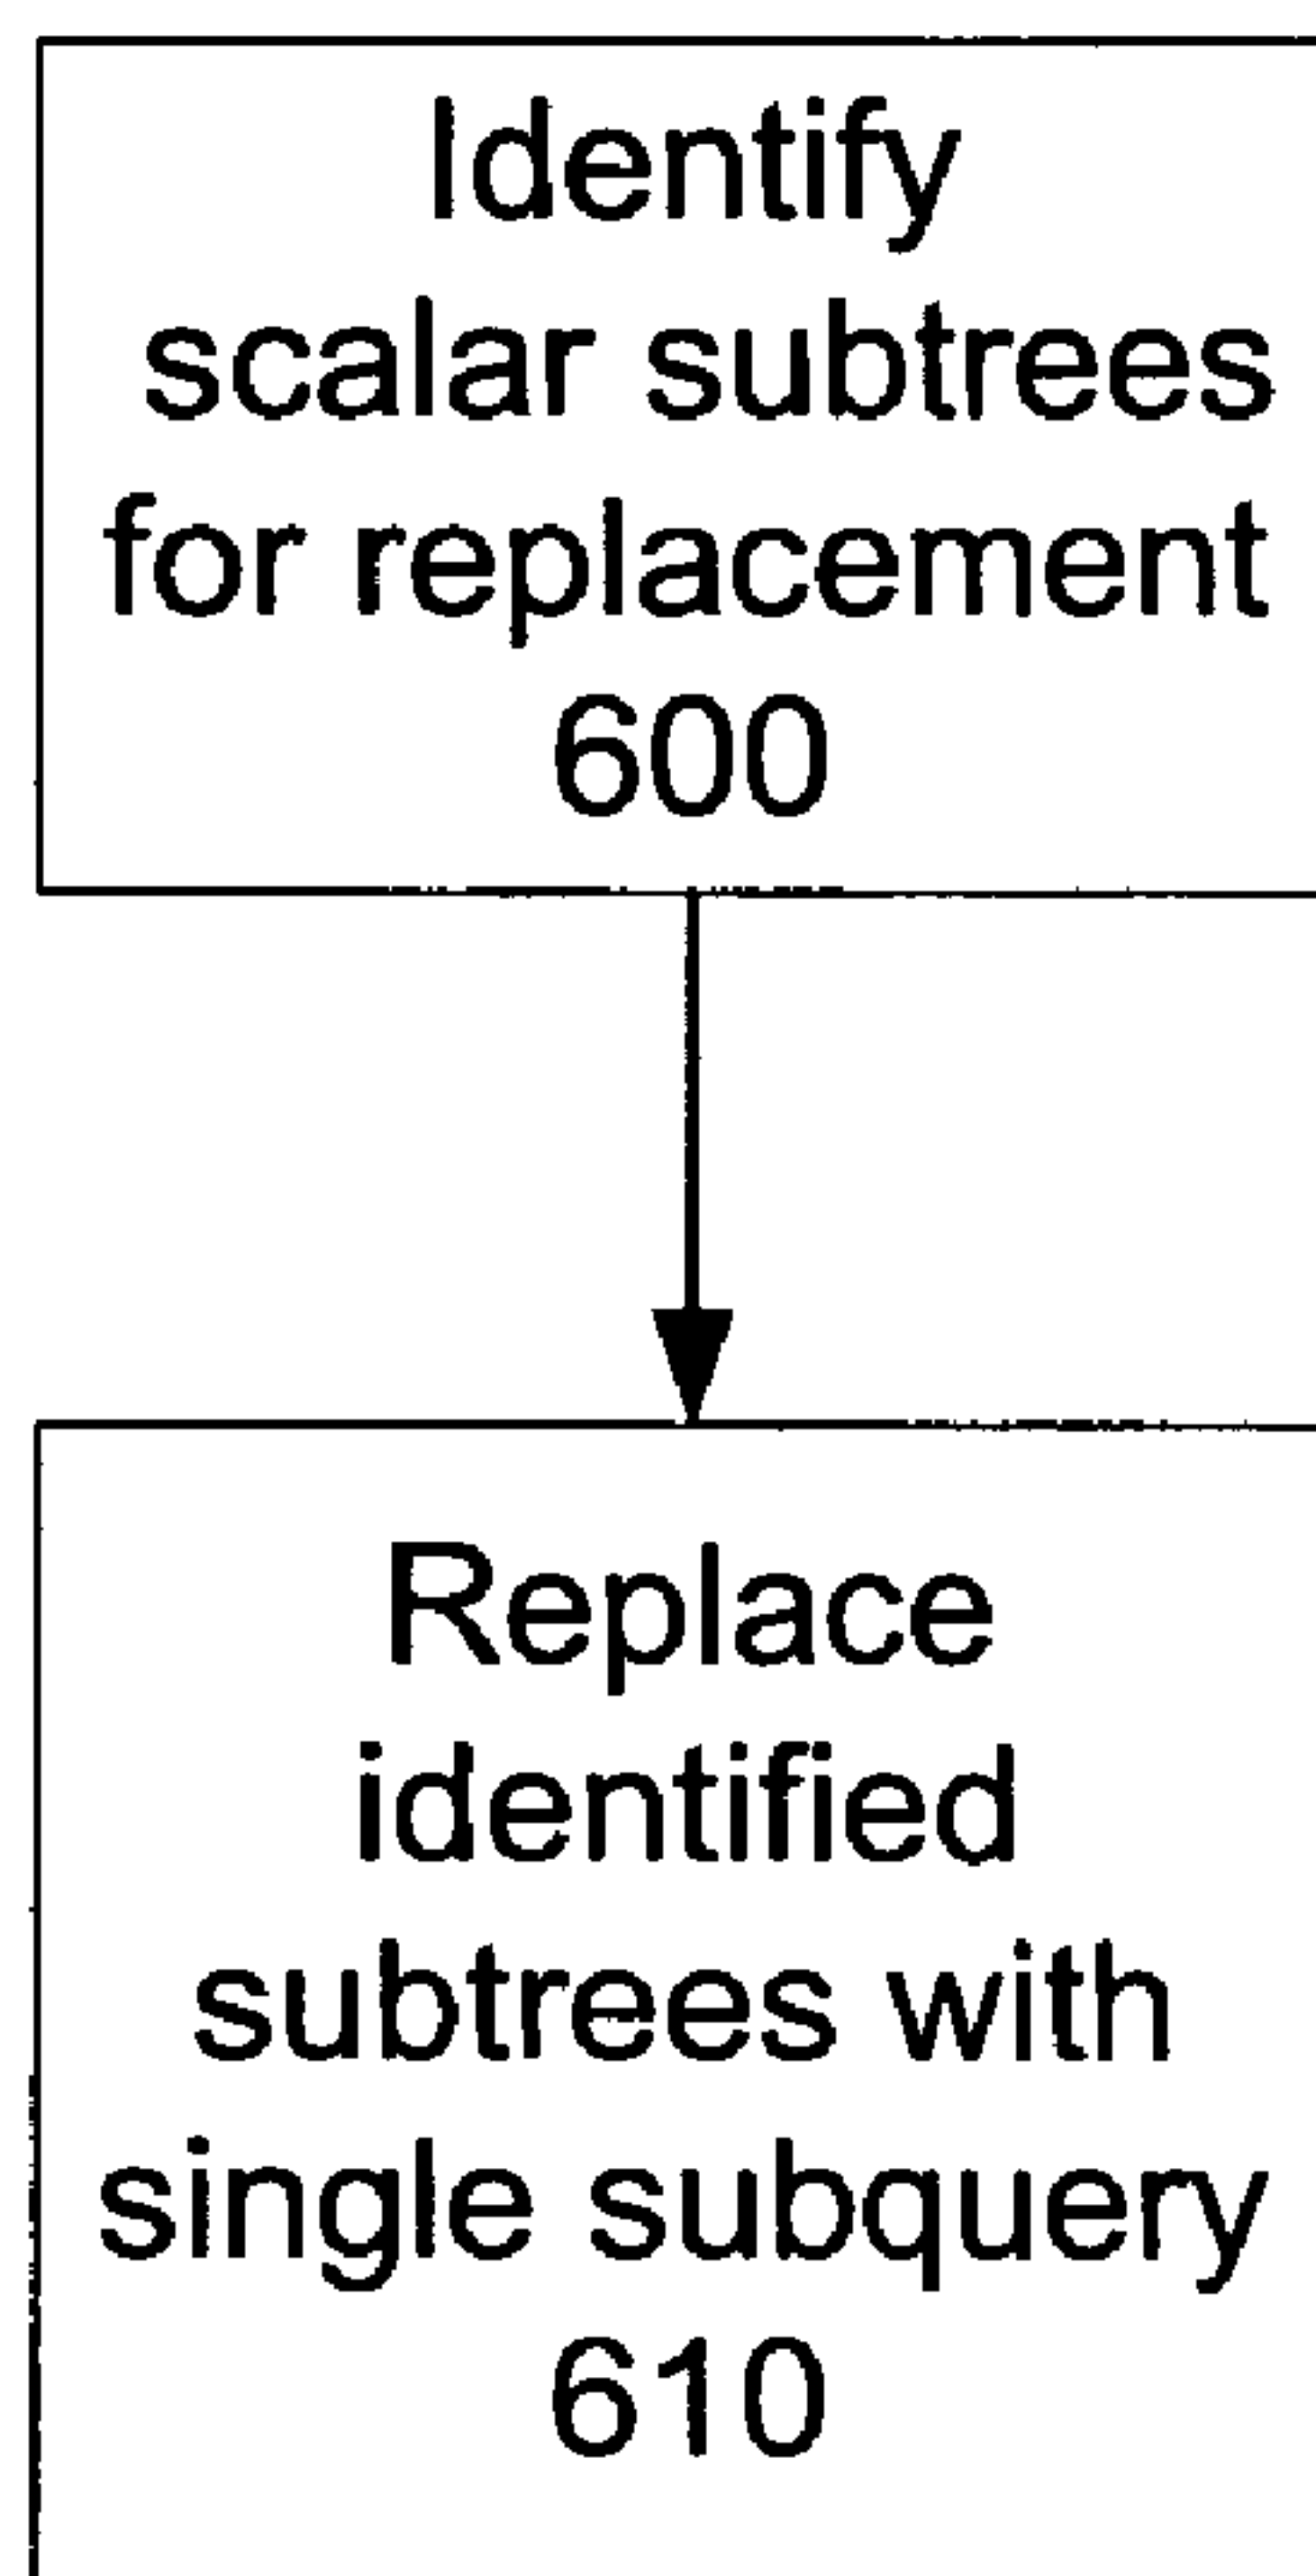 Identify
scalar subtrees
for replacement
600
Replace
identified
subtrees with
single subquery
610